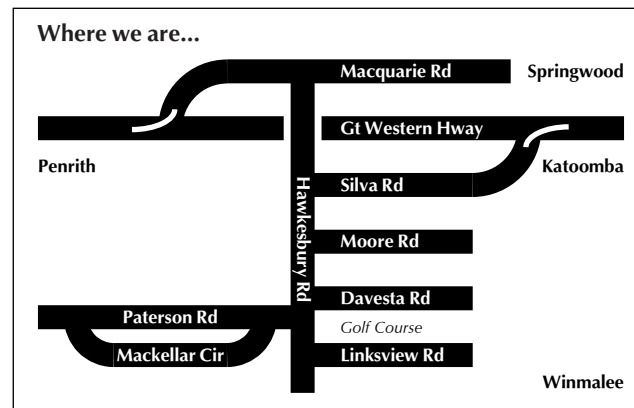 Where we are...
Macquarie Rd
Springwood
Gt Western Hway
Penrith
Katoomba
Hawkesbury Rd
Silva Rd
Moore Rd
Davesta Rd
Paterson Rd
Golf Course
Mackellar Cir
Linksview Rd
Winmalee